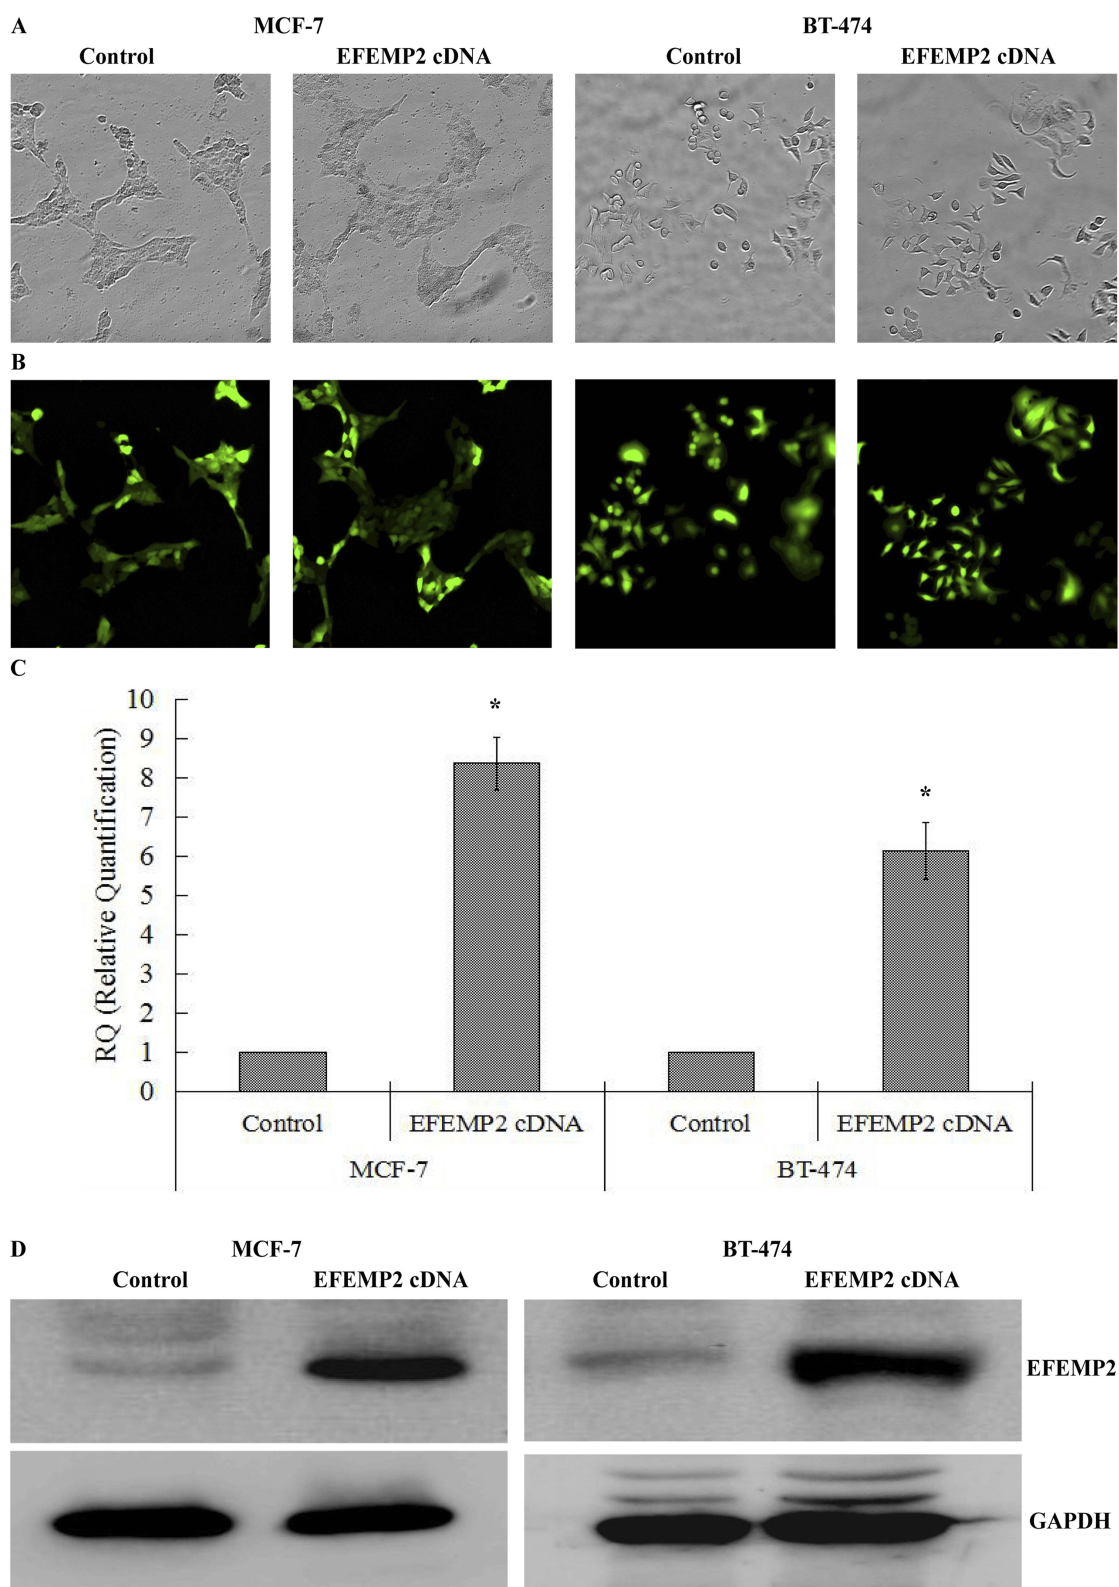 A
MCF-7
BT-474
Control
EFEMP2 cDNA
Control
EFEMP2 cDNA
B
C
RQ (Relative Quantification)
10
9
8
7
6
5
4
3
2
1
0
*
*
Control
EFEMP2 cDNA
Control
EFEMP2 cDNA
MCF-7
BT-474
D
MCF-7
BT-474
Control
EFEMP2 cDNA
Control
EFEMP2 cDNA
EFEMP2
GAPDH